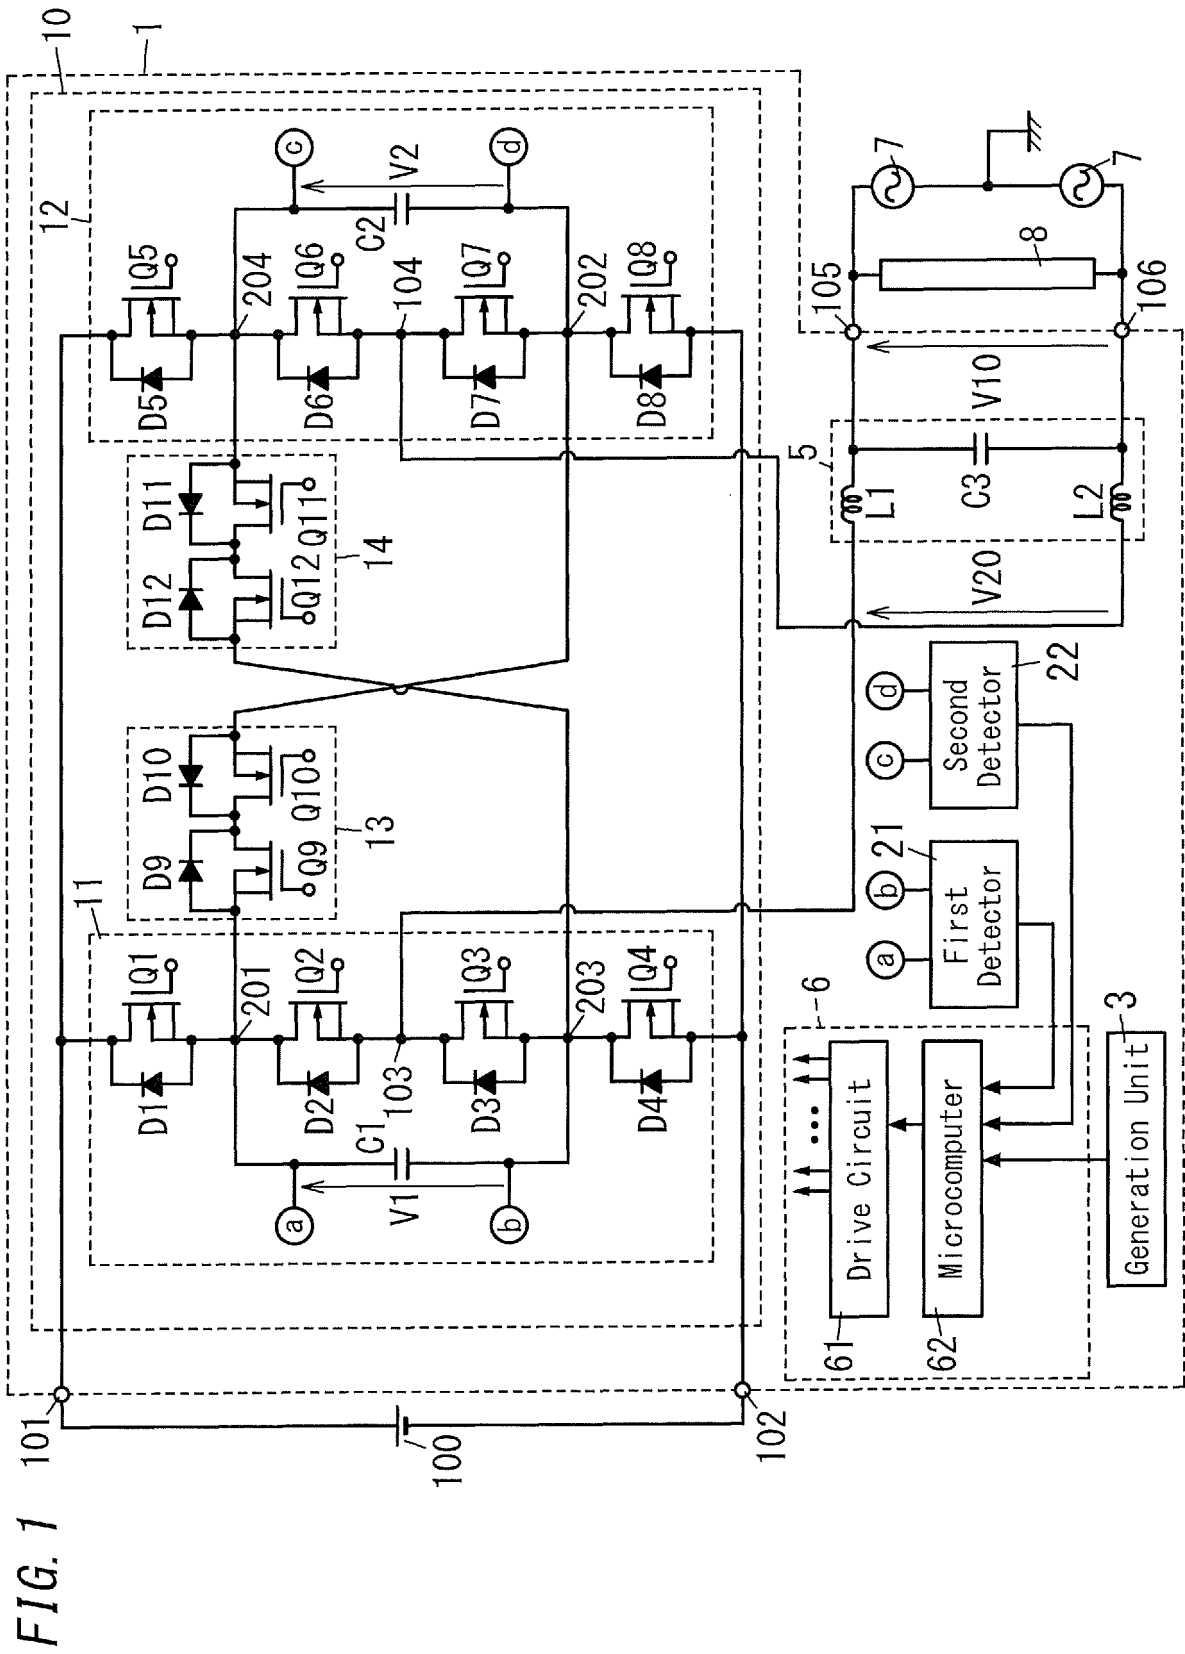 FIG. 1
10
1
12
Q5
204
D5
Q6
104
D6
Q7
202
D7
Q8
D8
c
V2
C2
d
D11
Q11
D12
Q12
14
D10
Q10
D9
Q9
13
11
Q1
201
D1
Q2
D2
103
Q3
203
D3
Q4
D4
C1
V1
a
b
101
100
102
7
7
8
105
106
V10
5
L1
C3
L2
V20
d
c
Second
Detector
22
21
b
a
First
Detector
6
Drive Circuit
61
Microcomputer
62
3
Generation Unit